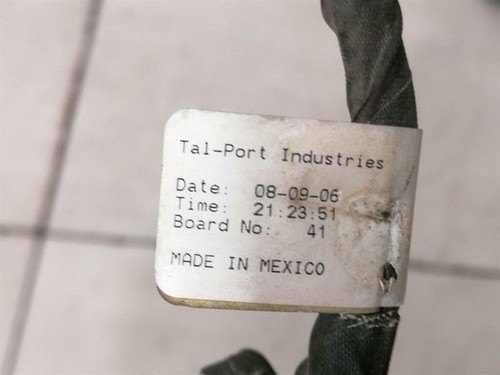 Tal-Port Industries
Date: 08-09-06
Time: 21:23:51
Board No: 41
MADE IN MEXICO